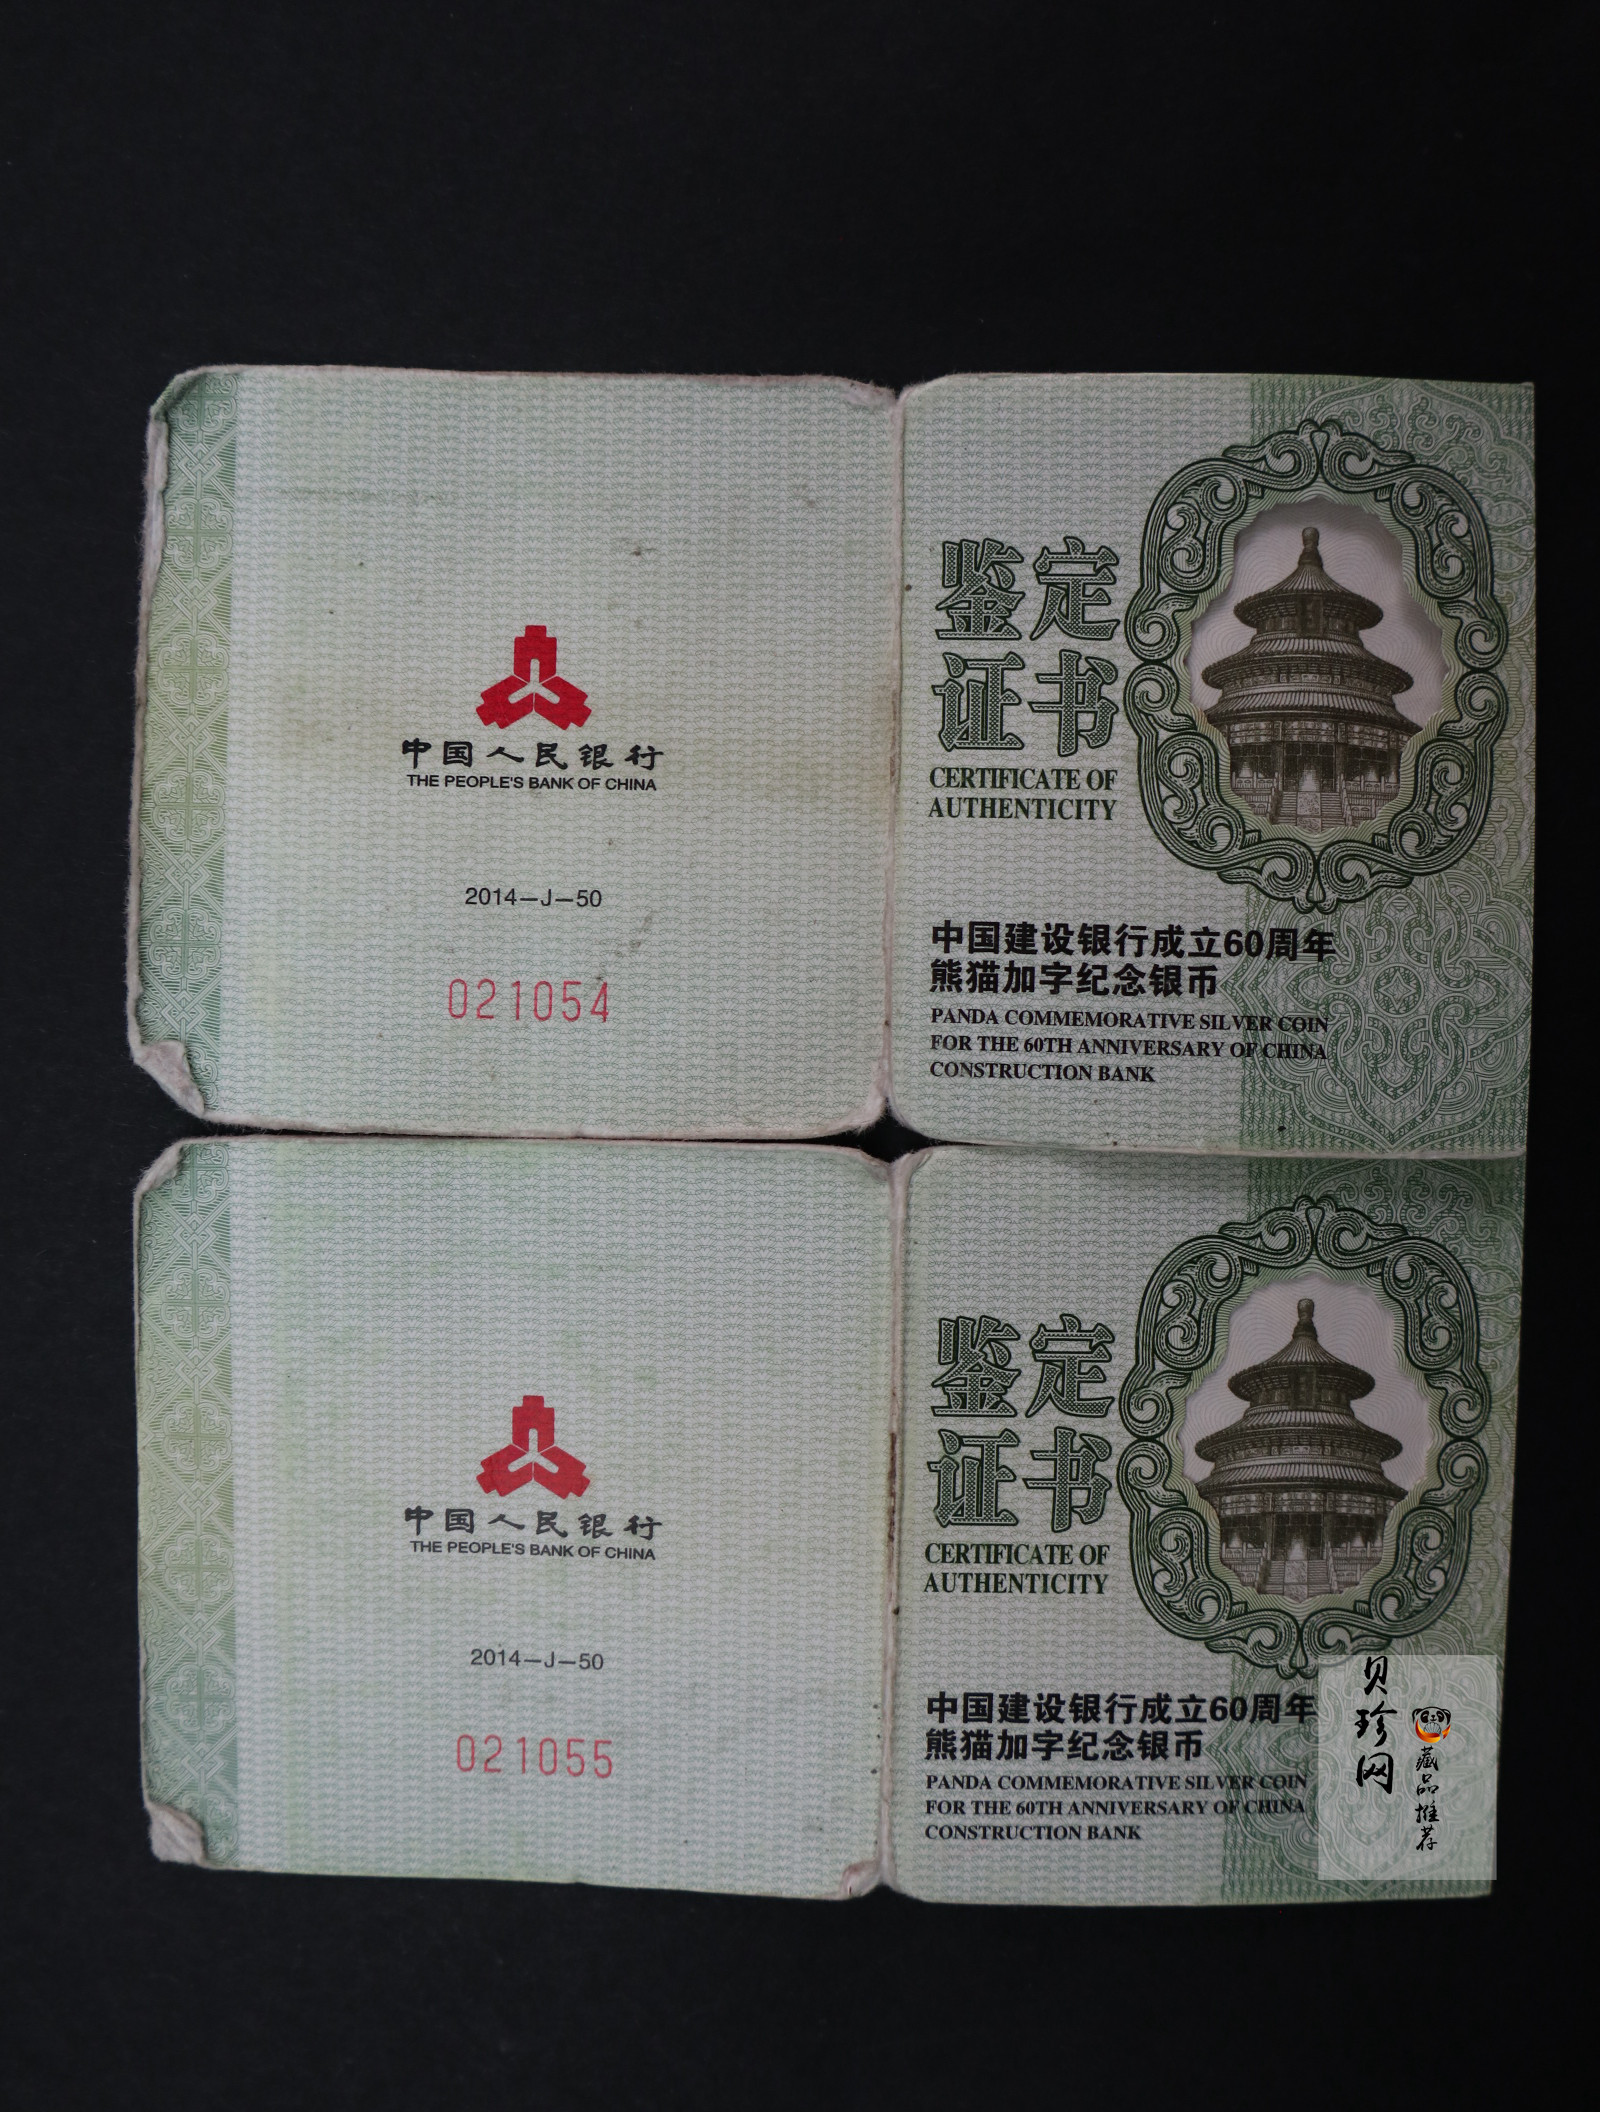 中国人民银行
THE PEOPLE'S BANK OF CHINA
2014－J－50
021054
鉴定
证书
CERTIFICATE OF
AUTHENTICITY
中国建设银行成立60周年
熊猫加字纪念银币
PANDA COMMEMORATIVE SILVER COIN
FOR THE 60TH ANNIVERSARY OF CHINA
CONSTRUCTION BANK
中国人民银行
THE PEOPLE'S BANK OF CHINA
2014－J－50
021055
鉴定
证书
CERTIFICATE OF
AUTHENTICITY
中国建设银行成立60周年
熊猫加字纪念银币
PANDA COMMEMORATIVE SILVER COIN
FOR THE 60TH ANNIVERSARY OF CHINA
CONSTRUCTION BANK
贝珍网
藏品推荐